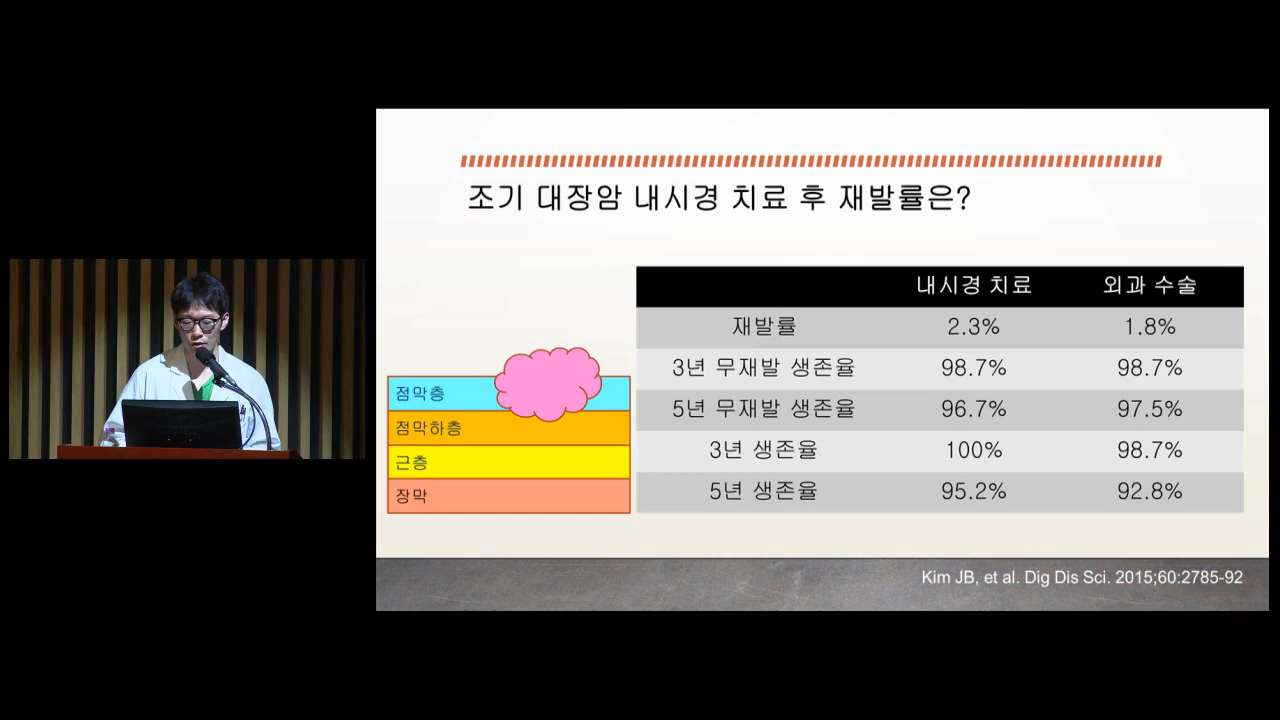 조기 대장암 내시경 치료 후 재발률은?
내시경 치료 외과 수술
재발률 2.3% 1.8%
3년 무재발 생존율 98.7% 98.7%
5년 무재발 생존율 96.7% 97.5%
3년 생존율 100% 98.7%
5년 생존율 95.2% 92.8%
점막층
점막하층
근층
장막
Kim JB, et al. Dig Dis Sci. 2015;60:2785-92